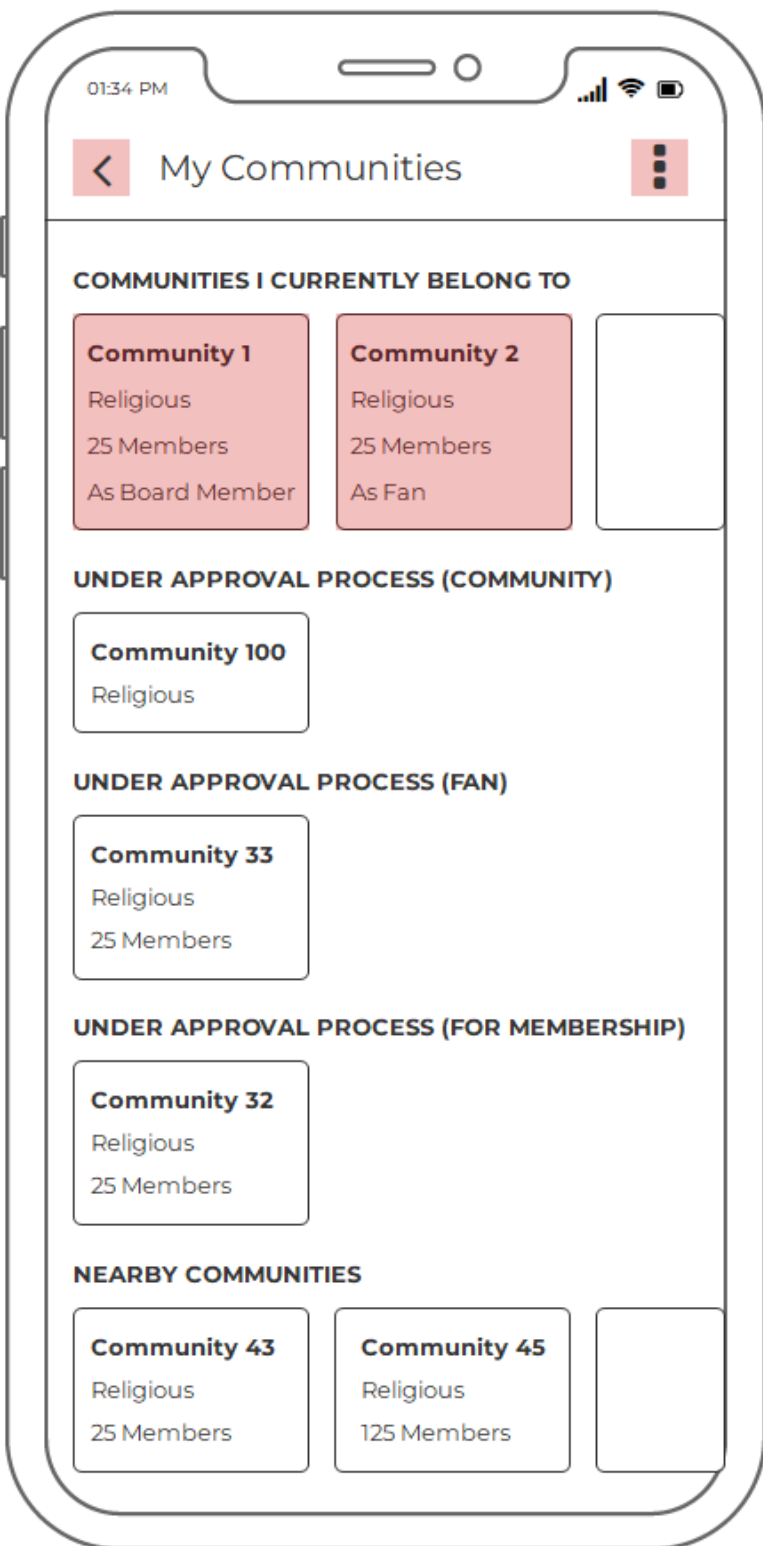 01:34 PM
My Communities
COMMUNITIES I CURRENTLY BELONG TO
Community 1
Religious
25 Members
As Board Member
Community 2
Religious
25 Members
As Fan
UNDER APPROVAL PROCESS (COMMUNITY)
Community 100
Religious
UNDER APPROVAL PROCESS (FAN)
Community 33
Religious
25 Members
UNDER APPROVAL PROCESS (FOR MEMBERSHIP)
Community 32
Religious
25 Members
NEARBY COMMUNITIES
Community 43
Religious
25 Members
Community 45
Religious
125 Members